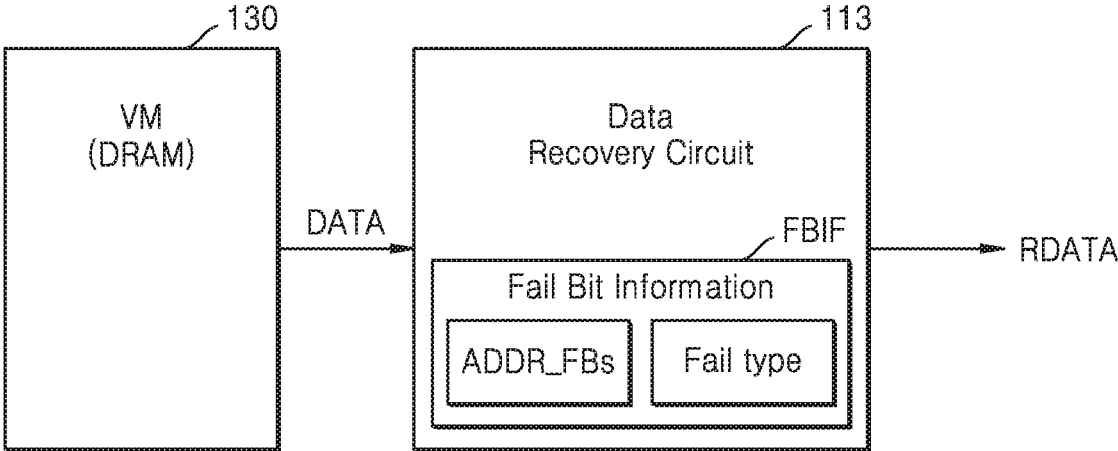 130
113
VM
(DRAM)
Data
Recovery Circuit
DATA
FBIF
RDATA
Fail Bit Information
ADDR_FBs
Fail type